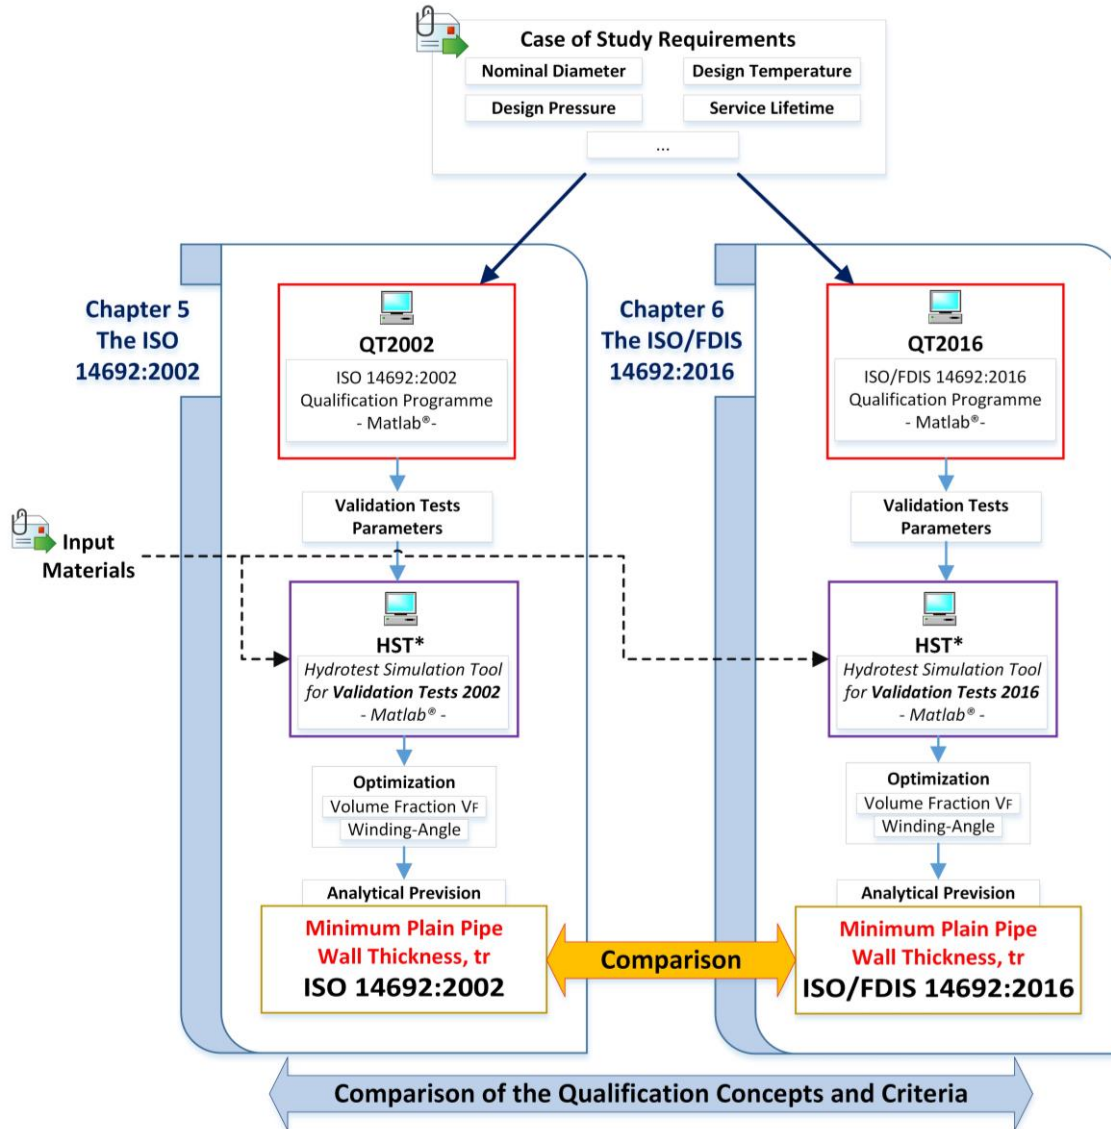 Case of Study Requirements
Nominal Diameter
Design Temperature
Design Pressure
Service Lifetime
...
Chapter 5
The ISO
14692:2002
QT2002
ISO 14692:2002
Qualification Programme
- Matlab®-
Validation Tests
Parameters
Input
Materials
HST*
Hydrotest Simulation Tool
for Validation Tests 2002
- Matlab® -
Optimization
Volume Fraction VF
Winding-Angle
Analytical Prevision
Minimum Plain Pipe
Wall Thickness, tr
ISO 14692:2002
Comparison
Chapter 6
The ISO/FDIS
14692:2016
QT2016
ISO/FDIS 14692:2016
Qualification Programme
- Matlab®-
Validation Tests
Parameters
HST*
Hydrotest Simulation Tool
for Validation Tests 2016
- Matlab® -
Optimization
Volume Fraction VF
Winding-Angle
Analytical Prevision
Minimum Plain Pipe
Wall Thickness, tr
ISO/FDIS 14692:2016
Comparison of the Qualification Concepts and Criteria